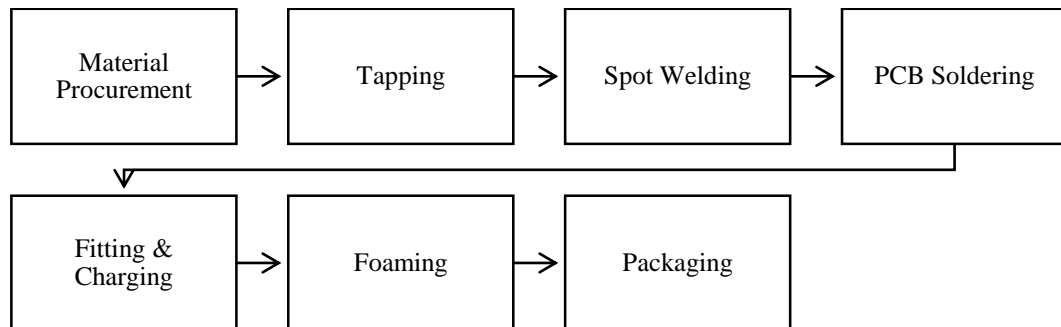 Material
Procurement
Tapping
Spot Welding
PCB Soldering
Fitting &
Charging
Foaming
Packaging